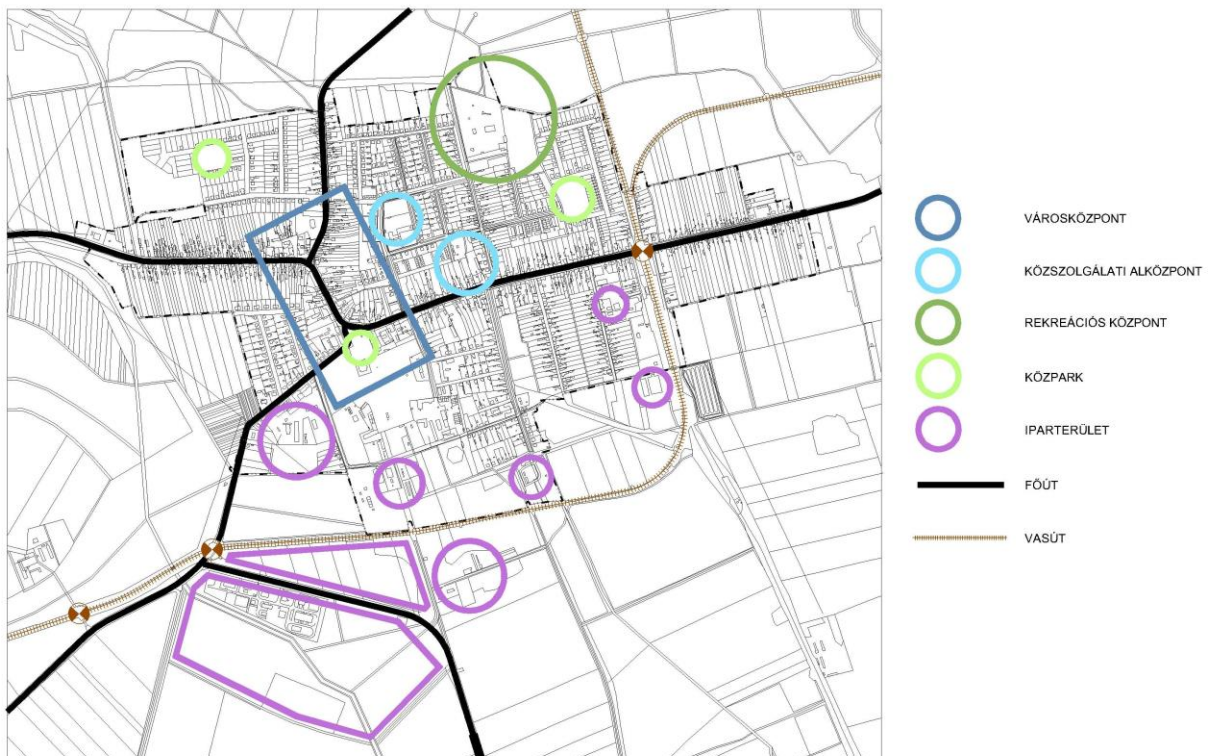 VÁROSKÖZPONT
KÖZSZOLGÁLATI ALKÖZPONT
REKREÁCIÓS KÖZPONT
KÖZPARK
IPARTERÜLET
FŐÚT
VASÚT